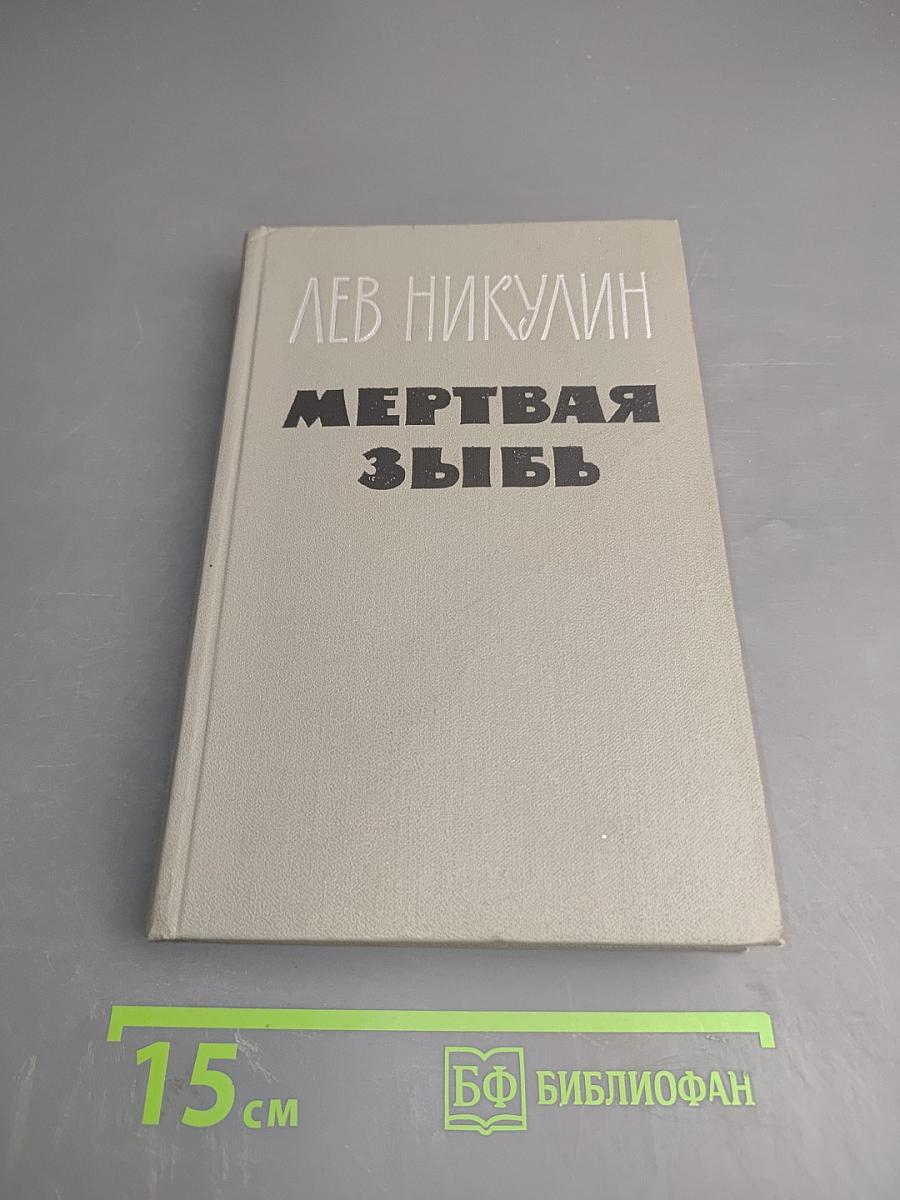 ЛЕВ НИКУЛИН
МЕРТВАЯ
ЗЫБЬ
15 см
БФ БИБЛИОФАН